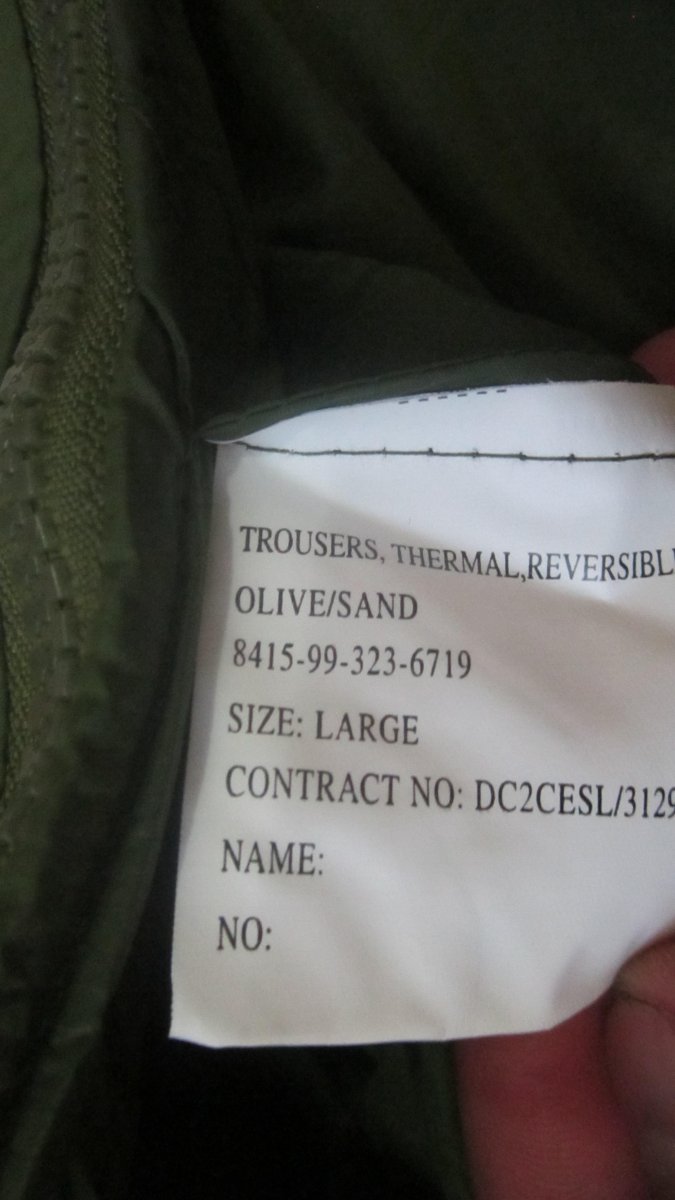 TROUSERS, THERMAL,REVERSIBL
OLIVE/SAND
8415-99-323-6719
SIZE: LARGE
CONTRACT NO: DC2CESL/3129
NAME:
NO: